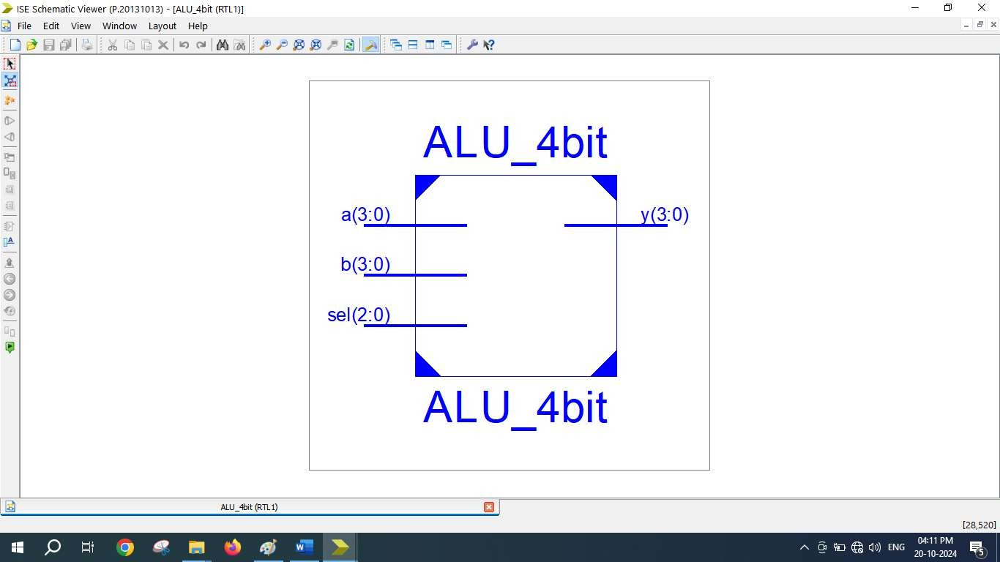 ISE Schematic Viewer (P.20131013) - [ALU_4bit (RTL1)]
File Edit View Window Layout Help
ALU_4bit
a(3:0) y(3:0)
b(3:0)
sel(2:0)
ALU_4bit
ALU_4bit (RTL1)
[28,520]
ENG 04:11 PM
20-10-2024 5